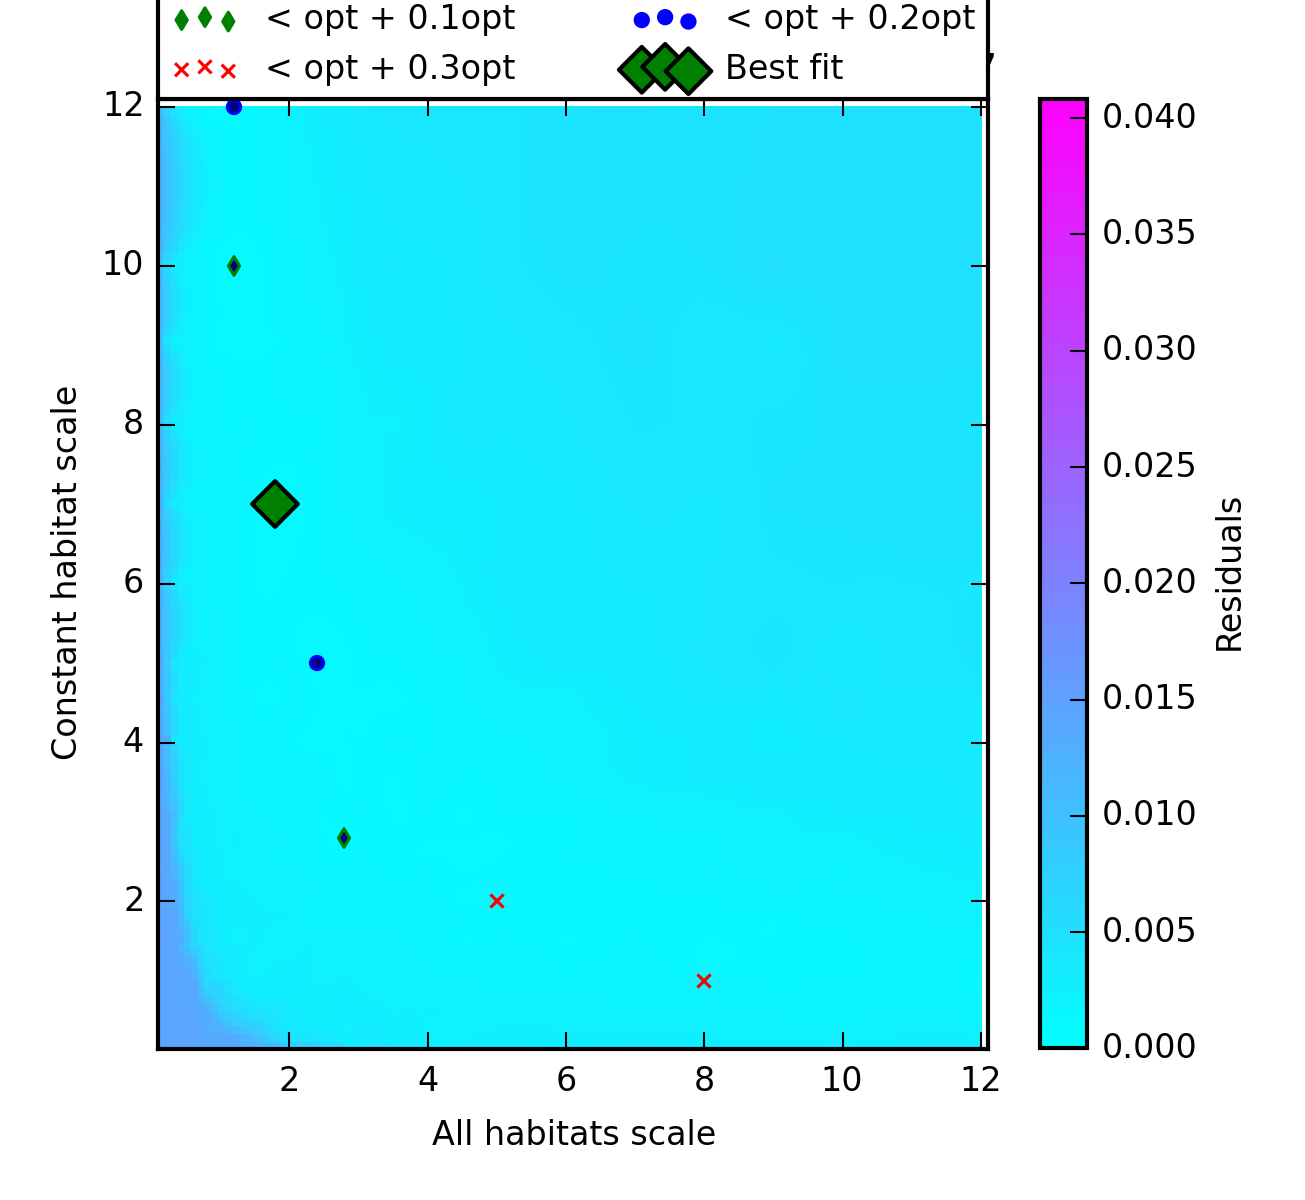 < opt + 0.1opt < opt + 0.2opt
< opt + 0.3opt Best fit
12
10
8
6
4
2
2 4 6 8 10 12
All habitats scale
Constant habitat scale
0.040
0.035
0.030
0.025
0.020
0.015
0.010
0.005
0.000
Residuals